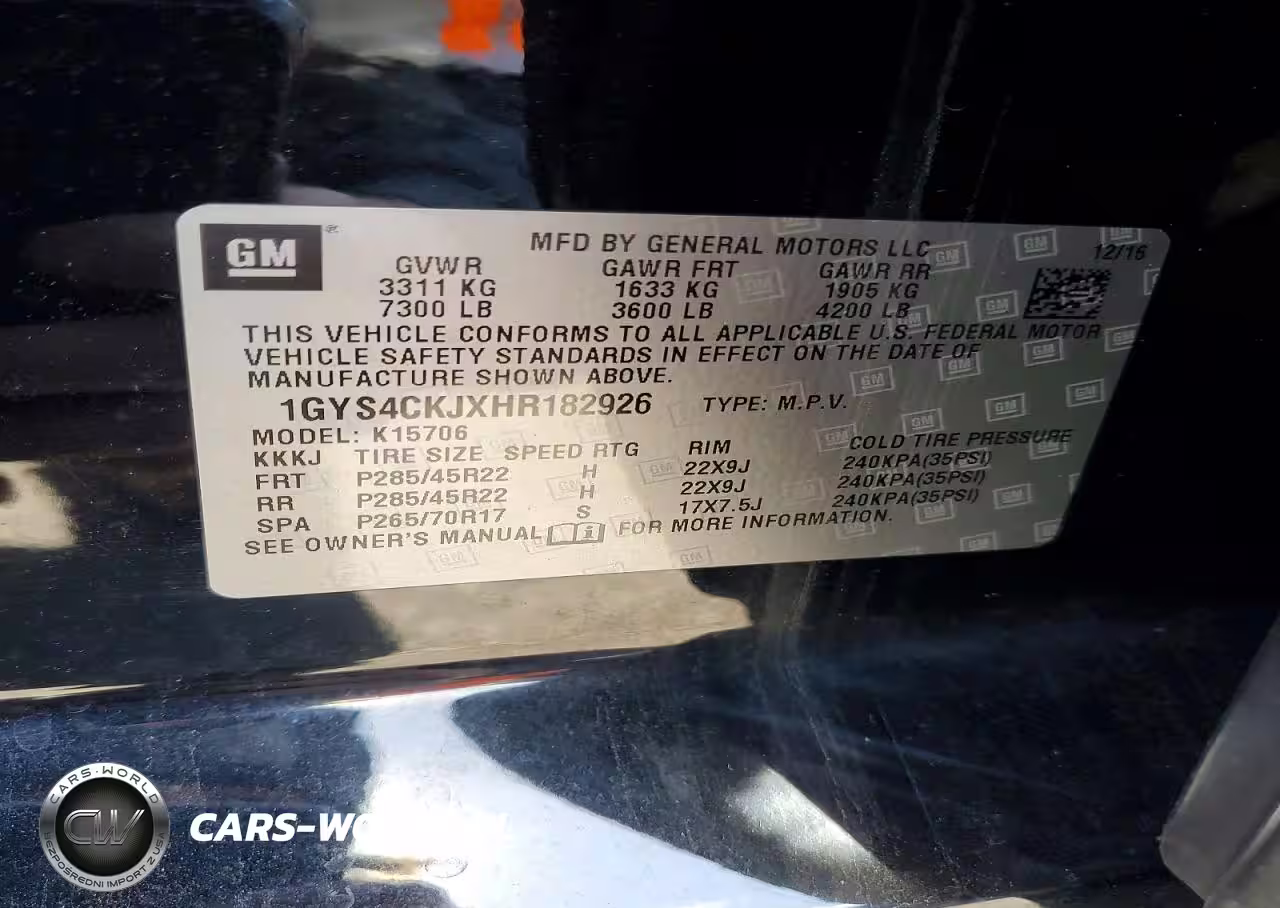 GM
MFD BY GENERAL MOTORS LLC 12/16
GVWR GAWR FRT GAWR RR
3311 KG 1633 KG 1905 KG
7300 LB 3600 LB 4200 LB
THIS VEHICLE CONFORMS TO ALL APPLICABLE U.S. FEDERAL MOTOR
VEHICLE SAFETY STANDARDS IN EFFECT ON THE DATE OF
MANUFACTURE SHOWN ABOVE.
1GYS4CKJXHR182926 TYPE: M.P.V.
MODEL: K15706
KKKJ TIRE SIZE SPEED RTG RIM COLD TIRE PRESSURE
FRT P285/45R22 H 22X9J 240KPA(35PSI)
RR P285/45R22 H 22X9J 240KPA(35PSI)
SPA P265/70R17 S 17X7.5J 240KPA(35PSI)
SEE OWNER'S MANUAL FOR MORE INFORMATION.
CARS-WORLD
CW
BEZPOŚREDNI IMPORT Z USA